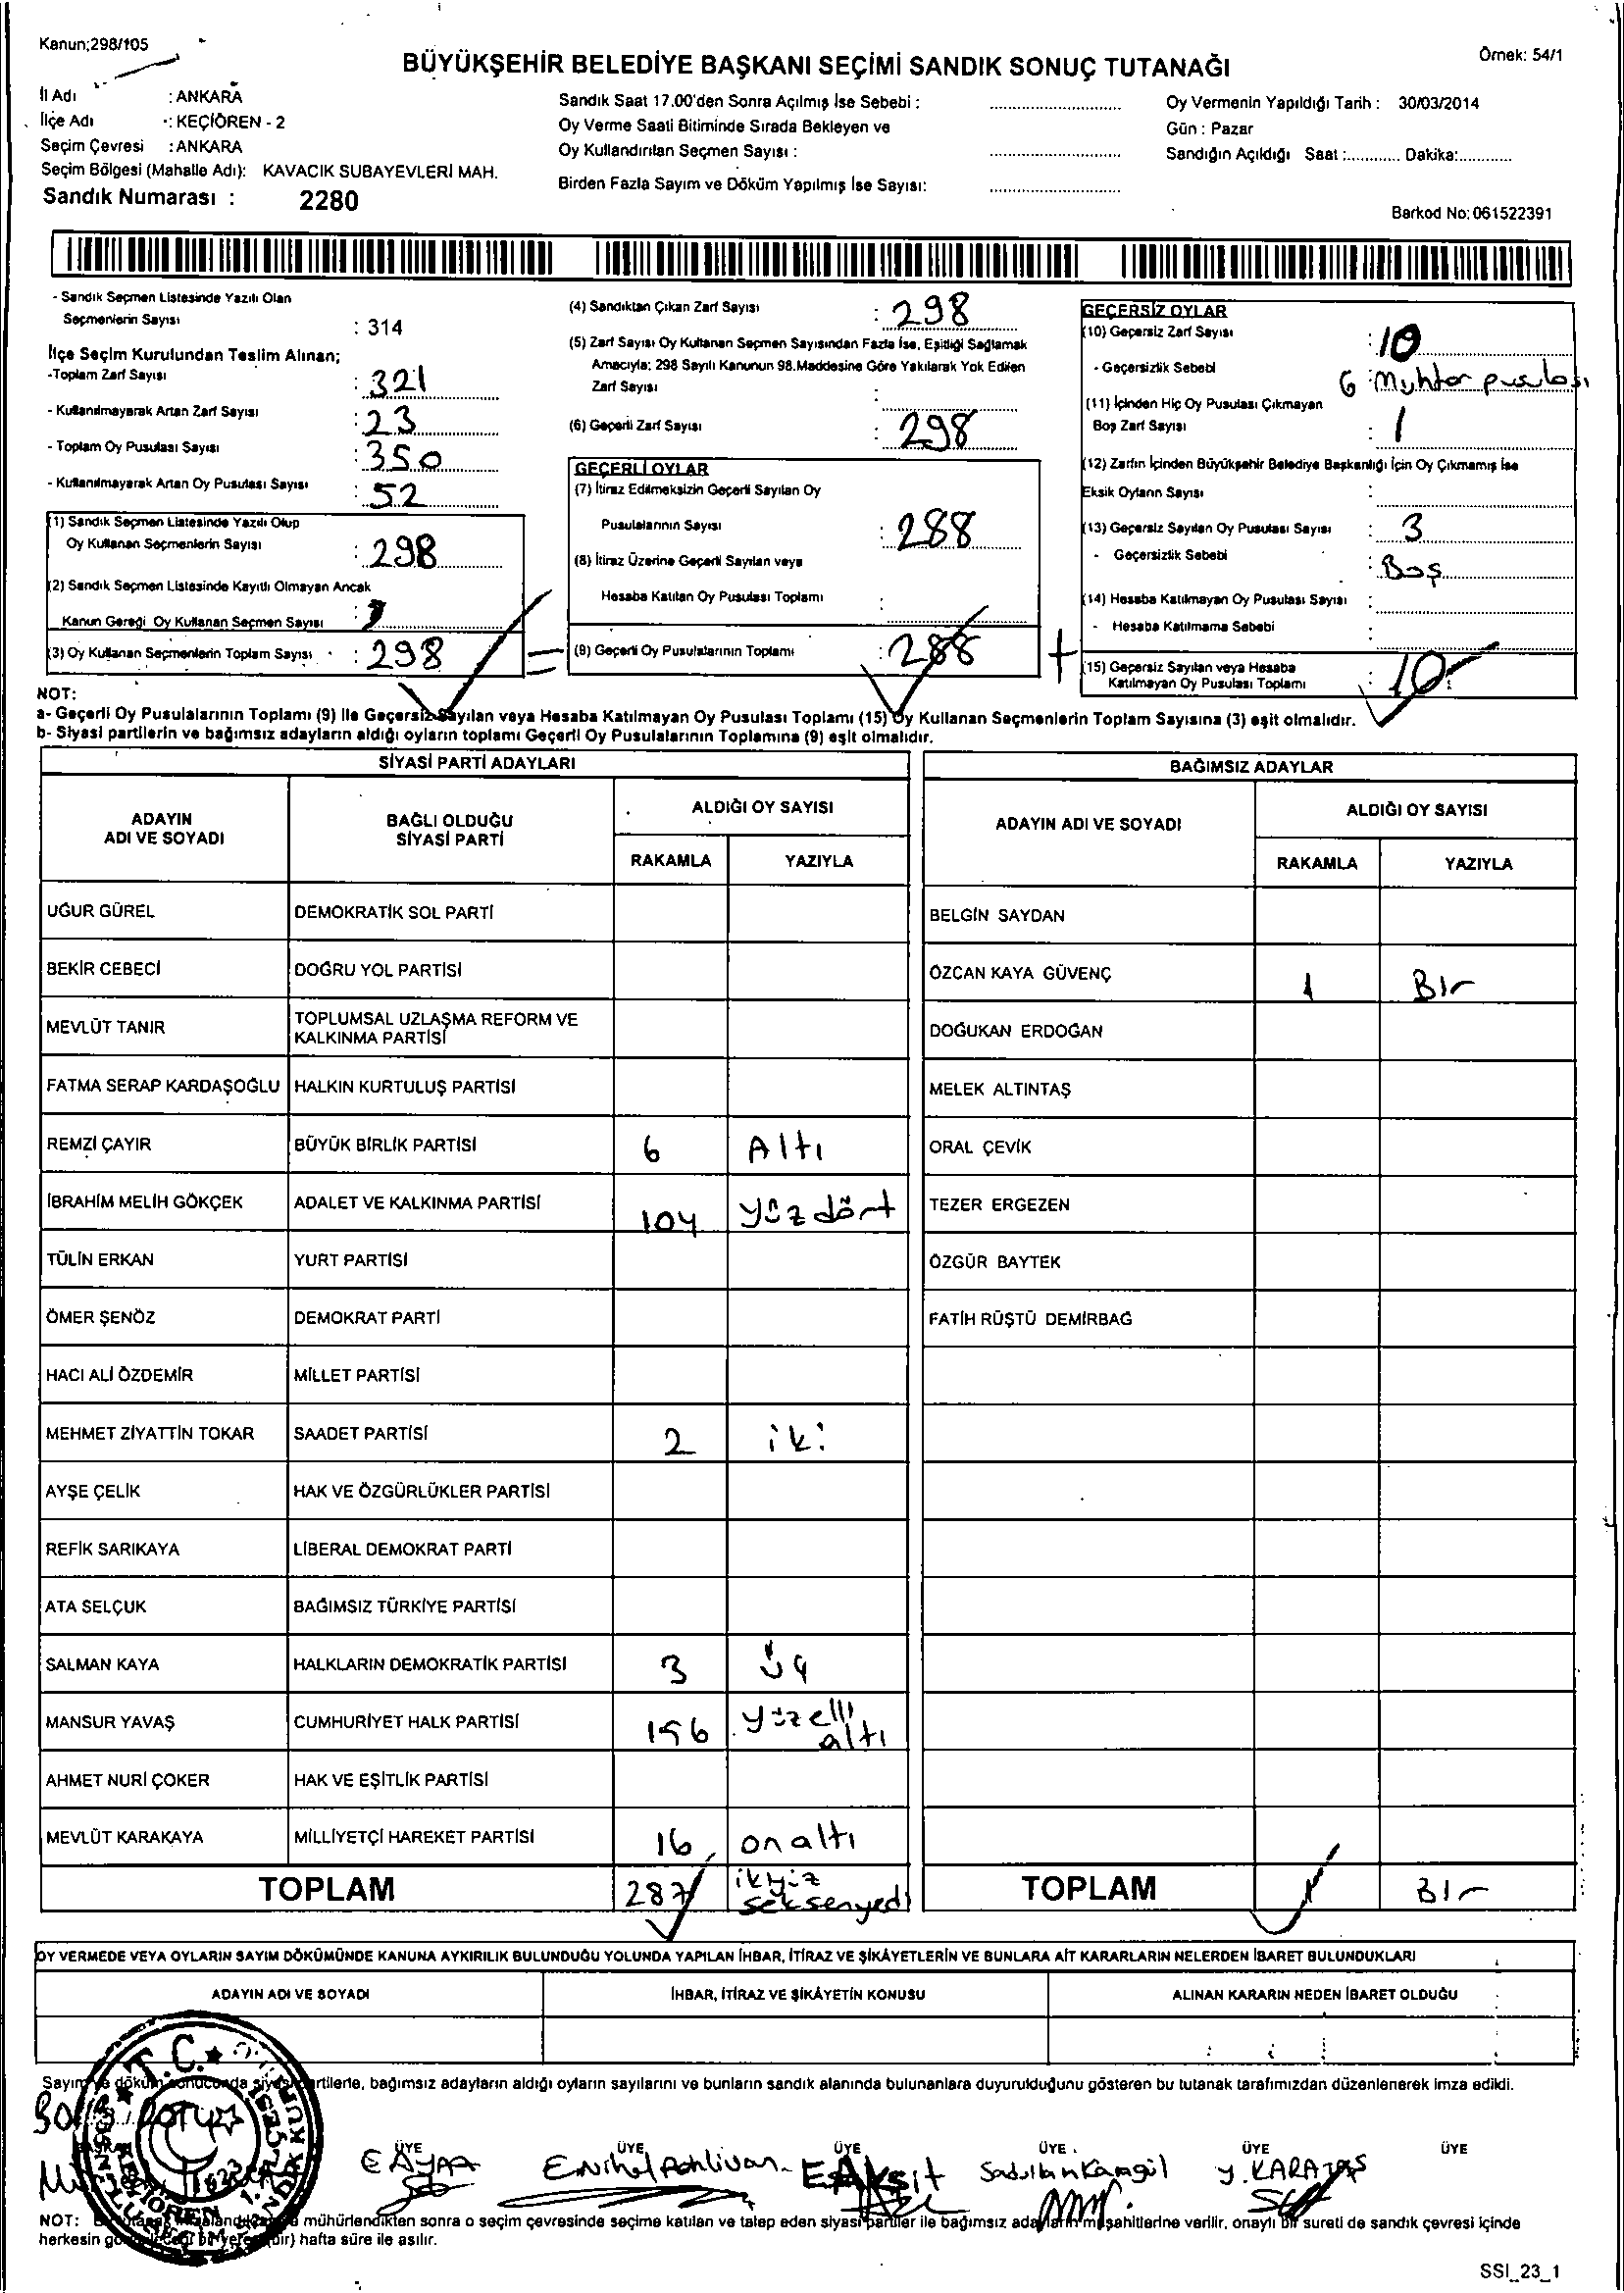 Kanun;298/105
Örnek: 54/1
BÜYÜKŞEHİR BELEDİYE BAŞKANI SEÇİMİ SANDIK SONUÇ TUTANAĞI
İl Adı : ANKARA
İlçe Adı : KEÇİÖREN - 2
Seçim Çevresi : ANKARA
Seçim Bölgesi (Mahalle Adı): KAVACIK SUBAYEVLERİ MAH.
Sandık Numarası : 2280
Sandık Saat 17.00'den Sonra Açılmış İse Sebebi :
Oy Verme Saati Bitiminde Sırada Bekleyen ve
Oy Kullandırılan Seçmen Sayısı :
Birden Fazla Sayım ve Döküm Yapılmış İse Sayısı:
Oy Vermenin Yapıldığı Tarih : 30/03/2014
Gün : Pazar
Sandığın Açıldığı Saat :............ Dakika:............
Barkod No: 061522391
- Sandık Seçmen Listesinde Yazılı Olan
Seçmenlerin Sayısı : 314
İlçe Seçim Kurulundan Teslim Alınan;
-Toplam Zarf Sayısı : 321
- Kullanılmayarak Artan Zarf Sayısı : 23
- Toplam Oy Pusulası Sayısı : 350
- Kullanılmayarak Artan Oy Pusulası Sayısı : 52
(1) Sandık Seçmen Listesinde Yazılı Olup
Oy Kullanan Seçmenlerin Sayısı : 298
(2) Sandık Seçmen Listesinde Kayıtlı Olmayan Ancak
Kanun Gereği Oy Kullanan Seçmen Sayısı :
(3) Oy Kullanan Seçmenlerin Toplam Sayısı : 298
(4) Sandıktan Çıkan Zarf Sayısı : 298
(5) Zarf Sayısı Oy Kullanan Seçmen Sayısından Fazla İse, Eşitliği Sağlamak
Amacıyla; 298 Sayılı Kanunun 98.Maddesine Göre Yakılarak Yok Edilen
Zarf Sayısı :
(6) Geçerli Zarf Sayısı : 298
GEÇERLİ OYLAR
(7) İtiraz Edilmeksizin Geçerli Sayılan Oy
Pusulalarının Sayısı : 288
(8) İtiraz Üzerine Geçerli Sayılan veya
Hesaba Katılan Oy Pusulası Toplamı :
(9) Geçerli Oy Pusulalarının Toplamı : 288
GEÇERSİZ OYLAR
(10) Geçersiz Zarf Sayısı : 10
- Geçersizlik Sebebi 6 Muhtar pusulası
(11) İçinden Hiç Oy Pusulası Çıkmayan
Boş Zarf Sayısı : 1
(12) Zarfın İçinden Büyükşehir Belediye Başkanlığı İçin Oy Çıkmamış İse
Eksik Oyların Sayısı :
(13) Geçersiz Sayılan Oy Pusulası Sayısı : 3
- Geçersizlik Sebebi : Boş
(14) Hesaba Katılmayan Oy Pusulası Sayısı :
- Hesaba Katılmama Sebebi :
(15) Geçersiz Sayılan veya Hesaba
Katılmayan Oy Pusulası Toplamı : 10
= +
NOT:
a- Geçerli Oy Pusulalarının Toplamı (9) ile Geçersiz Sayılan veya Hesaba Katılmayan Oy Pusulası Toplamı (15) Oy Kullanan Seçmenlerin Toplam Sayısına (3) eşit olmalıdır.
b- Siyasi partilerin ve bağımsız adayların aldığı oyların toplamı Geçerli Oy Pusulalarının Toplamına (9) eşit olmalıdır.
SİYASİ PARTİ ADAYLARI
ADAYIN ADI VE SOYADI
BAĞLI OLDUĞU SİYASİ PARTİ
ALDIĞI OY SAYISI
RAKAMLA YAZIYLA
UĞUR GÜREL DEMOKRATİK SOL PARTİ
BEKİR CEBECİ DOĞRU YOL PARTİSİ
MEVLÜT TANIR TOPLUMSAL UZLAŞMA REFORM VE KALKINMA PARTİSİ
FATMA SERAP KARDAŞOĞLU HALKIN KURTULUŞ PARTİSİ
REMZİ ÇAYIR BÜYÜK BİRLİK PARTİSİ 6 Altı
İBRAHİM MELİH GÖKÇEK ADALET VE KALKINMA PARTİSİ 104 yüz dört
TÜLİN ERKAN YURT PARTİSİ
ÖMER ŞENÖZ DEMOKRAT PARTİ
HACI ALİ ÖZDEMİR MİLLET PARTİSİ
MEHMET ZİYATTİN TOKAR SAADET PARTİSİ 2 iki
AYŞE ÇELİK HAK VE ÖZGÜRLÜKLER PARTİSİ
REFİK SARIKAYA LİBERAL DEMOKRAT PARTİ
ATA SELÇUK BAĞIMSIZ TÜRKİYE PARTİSİ
SALMAN KAYA HALKLARIN DEMOKRATİK PARTİSİ 3 üç
MANSUR YAVAŞ CUMHURİYET HALK PARTİSİ 156 yüzelli altı
AHMET NURİ ÇOKER HAK VE EŞİTLİK PARTİSİ
MEVLÜT KARAKAYA MİLLİYETÇİ HAREKET PARTİSİ 16 onaltı
TOPLAM 287 ikiyüz seksenyedi
BAĞIMSIZ ADAYLAR
ADAYIN ADI VE SOYADI
ALDIĞI OY SAYISI
RAKAMLA YAZIYLA
BELGİN SAYDAN
ÖZCAN KAYA GÜVENÇ 1 Bir
DOĞUKAN ERDOĞAN
MELEK ALTINTAŞ
ORAL ÇEVİK
TEZER ERGEZEN
ÖZGÜR BAYTEK
FATİH RÜŞTÜ DEMİRBAĞ
TOPLAM 1 Bir
OY VERMEDE VEYA OYLARIN SAYIM DÖKÜMÜNDE KANUNA AYKIRILIK BULUNDUĞU YOLUNDA YAPILAN İHBAR, İTİRAZ VE ŞİKÂYETLERİN VE BUNLARA AİT KARARLARIN NELERDEN İBARET BULUNDUKLARI
ADAYIN ADI VE SOYADI
İHBAR, İTİRAZ VE ŞİKÂYETİN KONUSU
ALINAN KARARIN NEDEN İBARET OLDUĞU
Sayım ve döküm sonucunda siyasi partilerle, bağımsız adayların aldığı oyların sayılarını ve bunların sandık alanında bulunanlara duyurulduğunu gösteren bu tutanak tarafımızdan düzenlenerek imza edildi.
T.C.
ÜYE ÜYE ÜYE ÜYE ÜYE ÜYE
E. Nihal Pehlivan E Akşit Sadullah Karagül Y. KARATAŞ
NOT: mühürlendikten sonra o seçim çevresinde seçime katılan ve talep eden siyasi partiler ile bağımsız adayların müşahitlerine verilir, onaylı bir sureti de sandık çevresi içinde
herkesin (bir) hafta süre ile asılır.
SSI_23_1